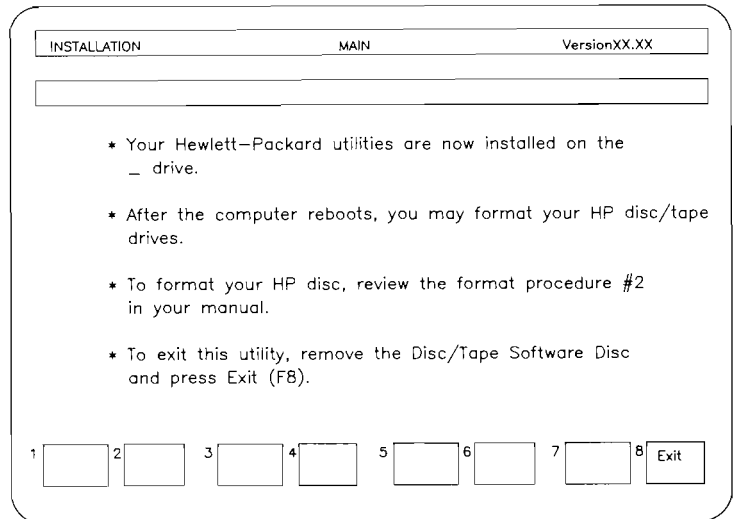 INSTALLATION MAIN VersionXX.XX
* Your Hewlett-Packard utilities are now installed on the
_ drive.
* After the computer reboots, you may format your HP disc/tape
drives.
* To format your HP disc, review the format procedure #2
in your manual.
* To exit this utility, remove the Disc/Tape Software Disc
and press Exit (F8).
1 2 3 4 5 6 7 8 Exit